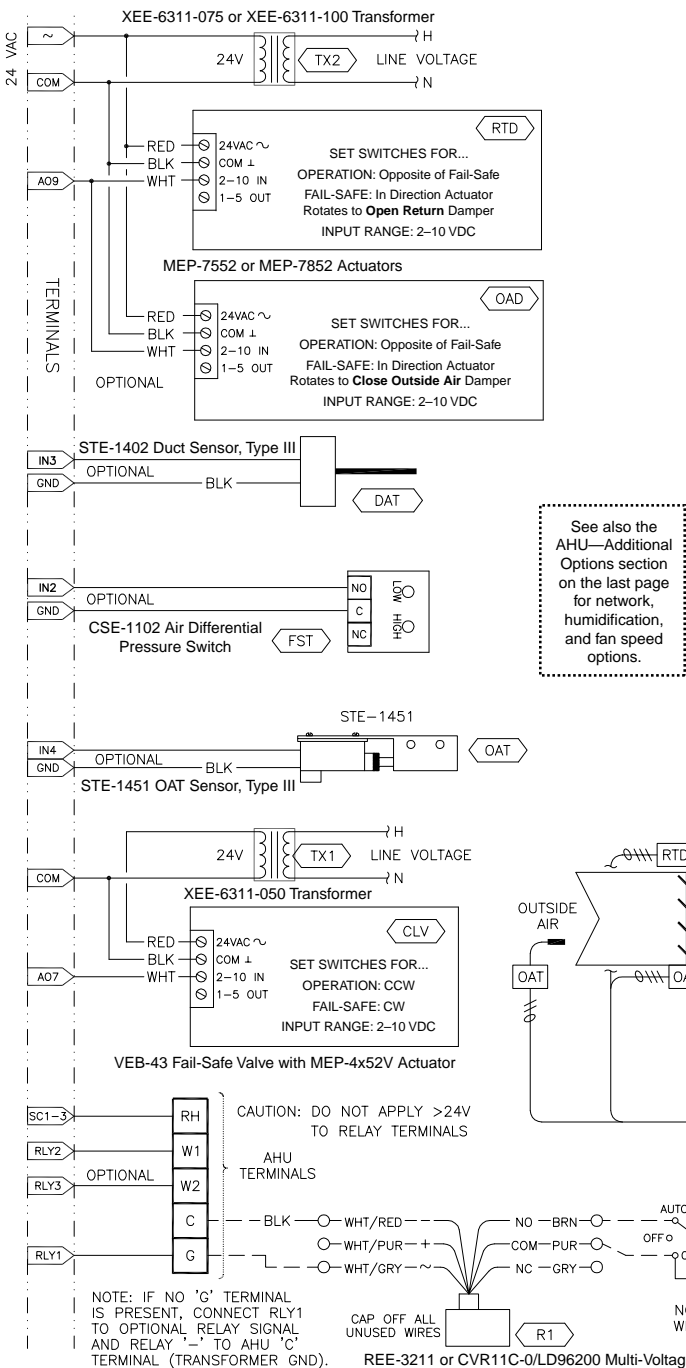 XEE-6311-075 or XEE-6311-100 Transformer
24 VAC
~
H
24V
TX2
LINE VOLTAGE
COM
N
RTD
RED
24VAC ~
BLK
COM ⊥
AO9
WHT
2–10 IN
1–5 OUT
SET SWITCHES FOR...
OPERATION: Opposite of Fail-Safe
FAIL-SAFE: In Direction Actuator
Rotates to Open Return Damper
INPUT RANGE: 2–10 VDC
MEP-7552 or MEP-7852 Actuators
TERMINALS
OAD
RED
24VAC ~
BLK
COM ⊥
WHT
2–10 IN
1–5 OUT
OPTIONAL
SET SWITCHES FOR...
OPERATION: Opposite of Fail-Safe
FAIL-SAFE: In Direction Actuator
Rotates to Close Outside Air Damper
INPUT RANGE: 2–10 VDC
STE-1402 Duct Sensor, Type III
IN3
OPTIONAL
GND
BLK
DAT
See also the
AHU—Additional
Options section
on the last page
for network,
humidification,
and fan speed
options.
IN2
OPTIONAL
GND
NO
C
NC
LOW
HIGH
CSE-1102 Air Differential
Pressure Switch
FST
STE–1451
IN4
OPTIONAL
GND
BLK
OAT
STE-1451 OAT Sensor, Type III
H
24V
TX1
LINE VOLTAGE
COM
N
XEE-6311-050 Transformer
CLV
RED
24VAC ~
BLK
COM ⊥
AO7
WHT
2–10 IN
1–5 OUT
SET SWITCHES FOR...
OPERATION: CCW
FAIL-SAFE: CW
INPUT RANGE: 2–10 VDC
VEB-43 Fail-Safe Valve with MEP-4x52V Actuator
RTD
OUTSIDE
AIR
OAT
OA
SC1–3
RH
CAUTION: DO NOT APPLY >24V
TO RELAY TERMINALS
RLY2
W1
RLY3
OPTIONAL
W2
AHU
TERMINALS
C
BLK
WHT/RED
–
NO
BRN
AUTO
WHT/PUR
+
COM
PUR
OFF
RLY1
G
WHT/GRY
~
NC
GRY
NOTE: IF NO 'G' TERMINAL
IS PRESENT, CONNECT RLY1
TO OPTIONAL RELAY SIGNAL
AND RELAY '–' TO AHU 'C'
TERMINAL (TRANSFORMER GND).
CAP OFF ALL
UNUSED WIRES
R1
REE-3211 or CVR11C-0/LD96200 Multi-Voltag